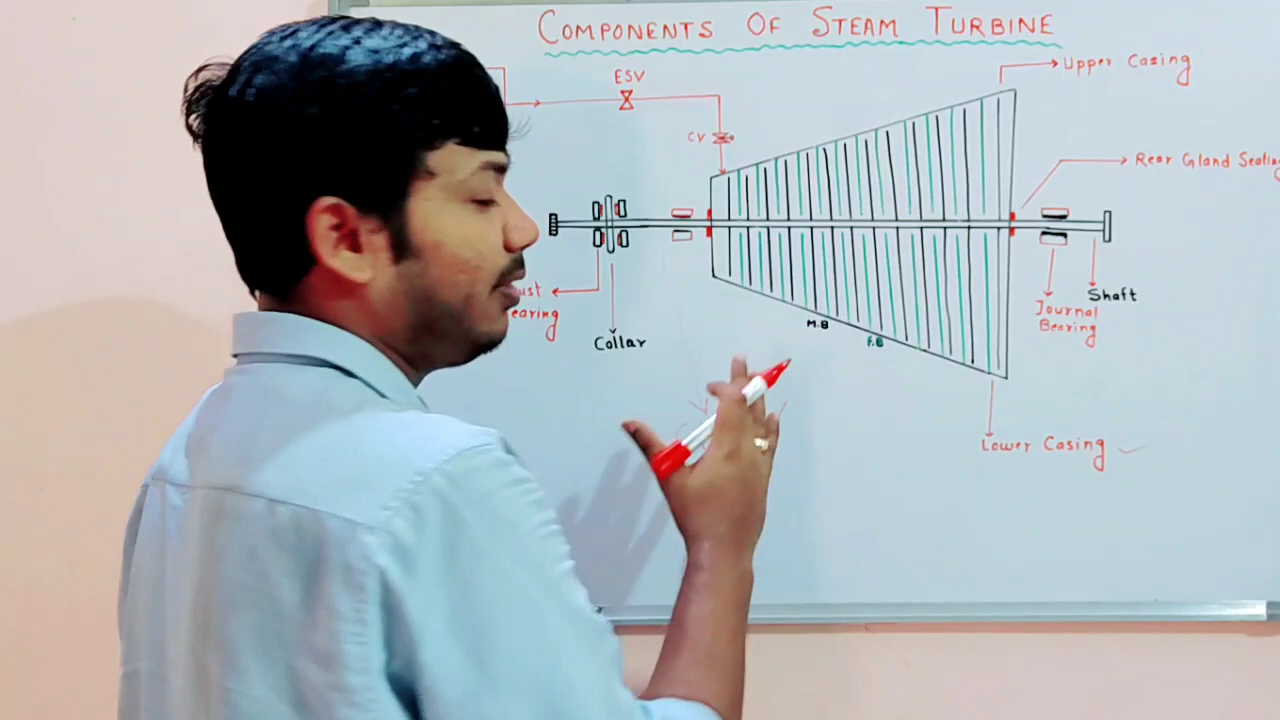 COMPONENTS OF STEAM TURBINE
ESV
Upper Casing
CV
Rear Gland Sealing
Shaft
Journal
Bearing
Collar
M.B
F.B
Lower Casing